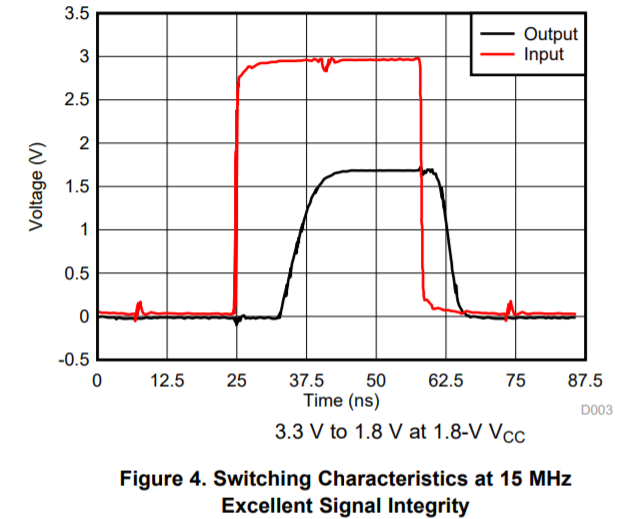 3.5
3
2.5
2
1.5
1
0.5
0
-0.5
Voltage (V)
Output
Input
0 12.5 25 37.5 50 62.5 75 87.5
Time (ns)
D003
3.3 V to 1.8 V at 1.8-V VCC
Figure 4. Switching Characteristics at 15 MHz
Excellent Signal Integrity